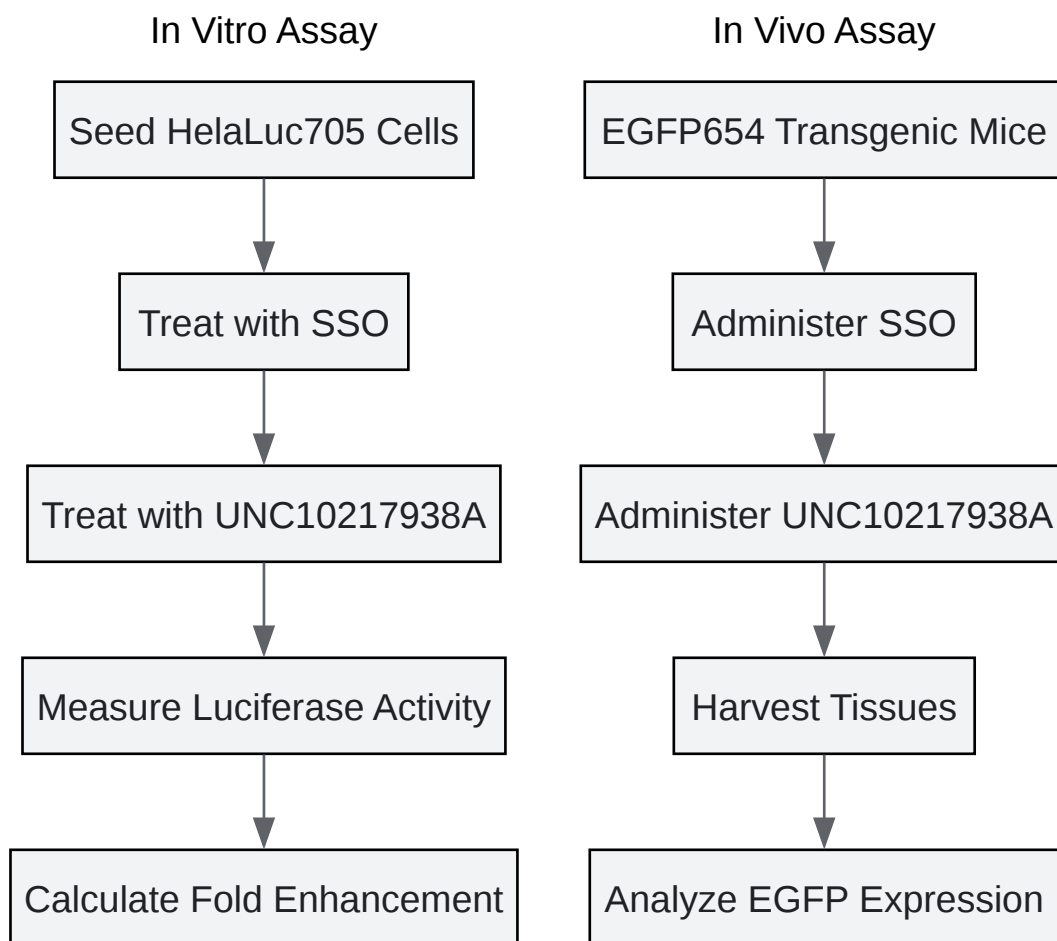 In Vitro Assay
Seed HelaLuc705 Cells
Treat with SSO
Treat with UNC10217938A
Measure Luciferase Activity
Calculate Fold Enhancement
In Vivo Assay
EGFP654 Transgenic Mice
Administer SSO
Administer UNC10217938A
Harvest Tissues
Analyze EGFP Expression